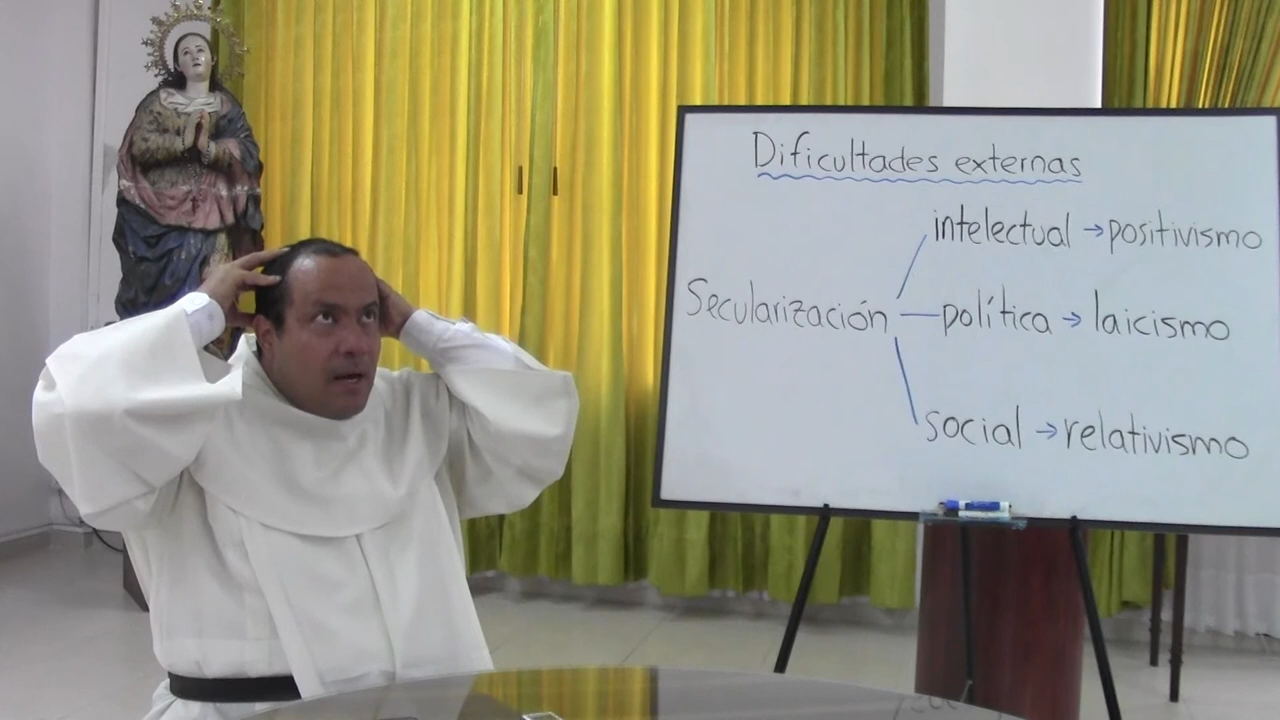 Dificultades externas
intelectual → positivismo
Secularización — política → laicismo
social → relativismo